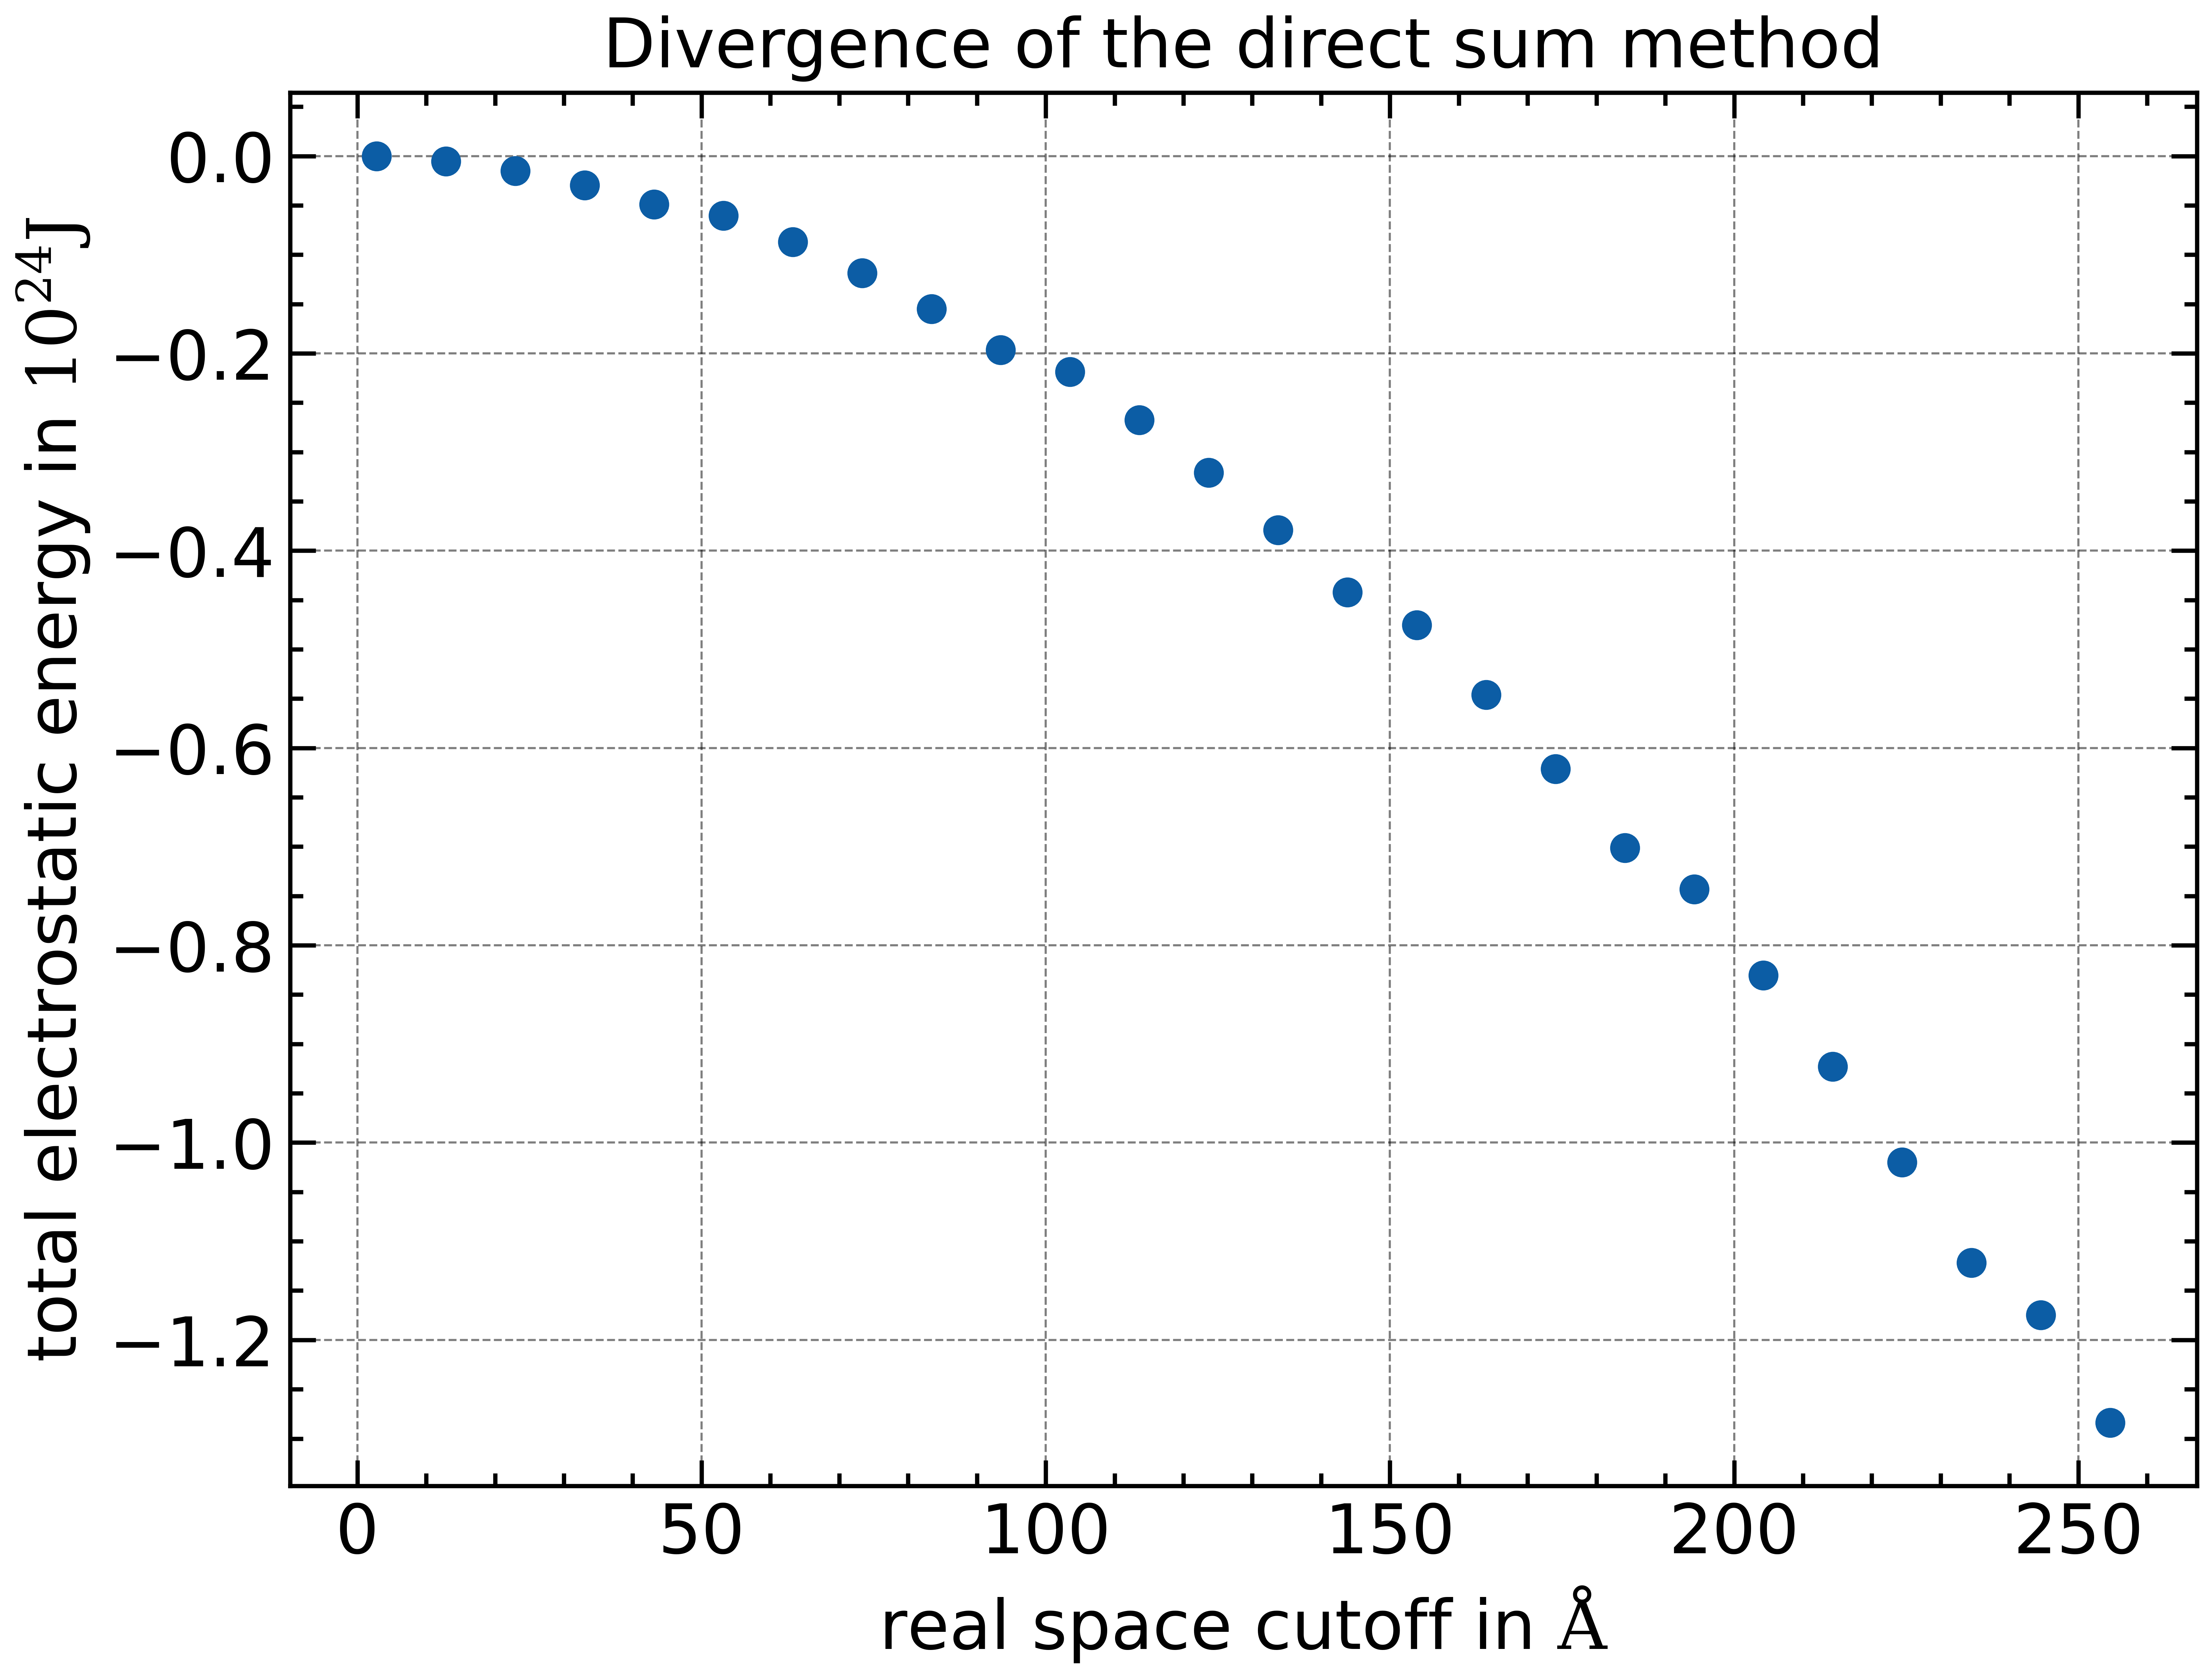 Divergence of the direct sum method
total electrostatic energy in 10²⁴J
0.0
−0.2
−0.4
−0.6
−0.8
−1.0
−1.2
0 50 100 150 200 250
real space cutoff in Å